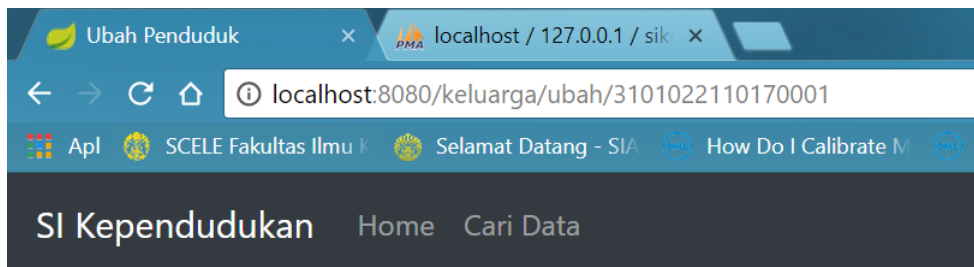 Ubah Penduduk
PMA localhost / 127.0.0.1 / sik
localhost:8080/keluarga/ubah/3101022110170001
Apl SCELE Fakultas Ilmu K Selamat Datang - SIA How Do I Calibrate M
SI Kependudukan Home Cari Data